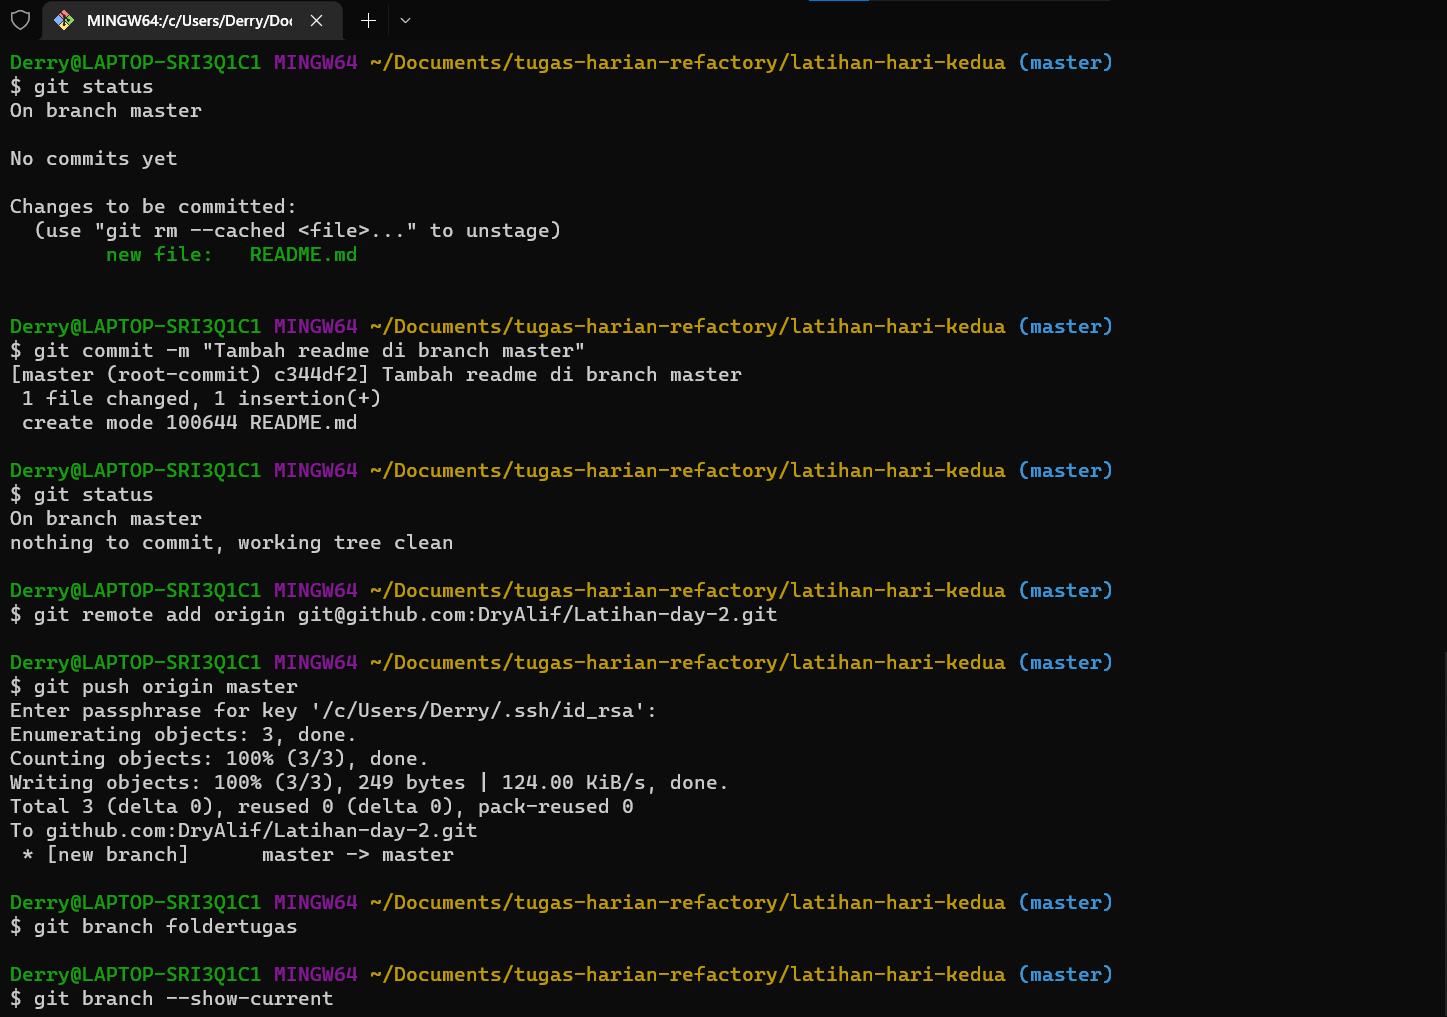 MINGW64:/c/Users/Derry/Doc
Derry@LAPTOP-SRI3Q1C1 MINGW64 ~/Documents/tugas-harian-refactory/latihan-hari-kedua (master)
$ git status
On branch master
No commits yet
Changes to be committed:
  (use "git rm --cached <file>..." to unstage)
        new file:   README.md
Derry@LAPTOP-SRI3Q1C1 MINGW64 ~/Documents/tugas-harian-refactory/latihan-hari-kedua (master)
$ git commit -m "Tambah readme di branch master"
[master (root-commit) c344df2] Tambah readme di branch master
 1 file changed, 1 insertion(+)
 create mode 100644 README.md
Derry@LAPTOP-SRI3Q1C1 MINGW64 ~/Documents/tugas-harian-refactory/latihan-hari-kedua (master)
$ git status
On branch master
nothing to commit, working tree clean
Derry@LAPTOP-SRI3Q1C1 MINGW64 ~/Documents/tugas-harian-refactory/latihan-hari-kedua (master)
$ git remote add origin git@github.com:DryAlif/Latihan-day-2.git
Derry@LAPTOP-SRI3Q1C1 MINGW64 ~/Documents/tugas-harian-refactory/latihan-hari-kedua (master)
$ git push origin master
Enter passphrase for key '/c/Users/Derry/.ssh/id_rsa':
Enumerating objects: 3, done.
Counting objects: 100% (3/3), done.
Writing objects: 100% (3/3), 249 bytes | 124.00 KiB/s, done.
Total 3 (delta 0), reused 0 (delta 0), pack-reused 0
To github.com:DryAlif/Latihan-day-2.git
 * [new branch]      master -> master
Derry@LAPTOP-SRI3Q1C1 MINGW64 ~/Documents/tugas-harian-refactory/latihan-hari-kedua (master)
$ git branch foldertugas
Derry@LAPTOP-SRI3Q1C1 MINGW64 ~/Documents/tugas-harian-refactory/latihan-hari-kedua (master)
$ git branch --show-current